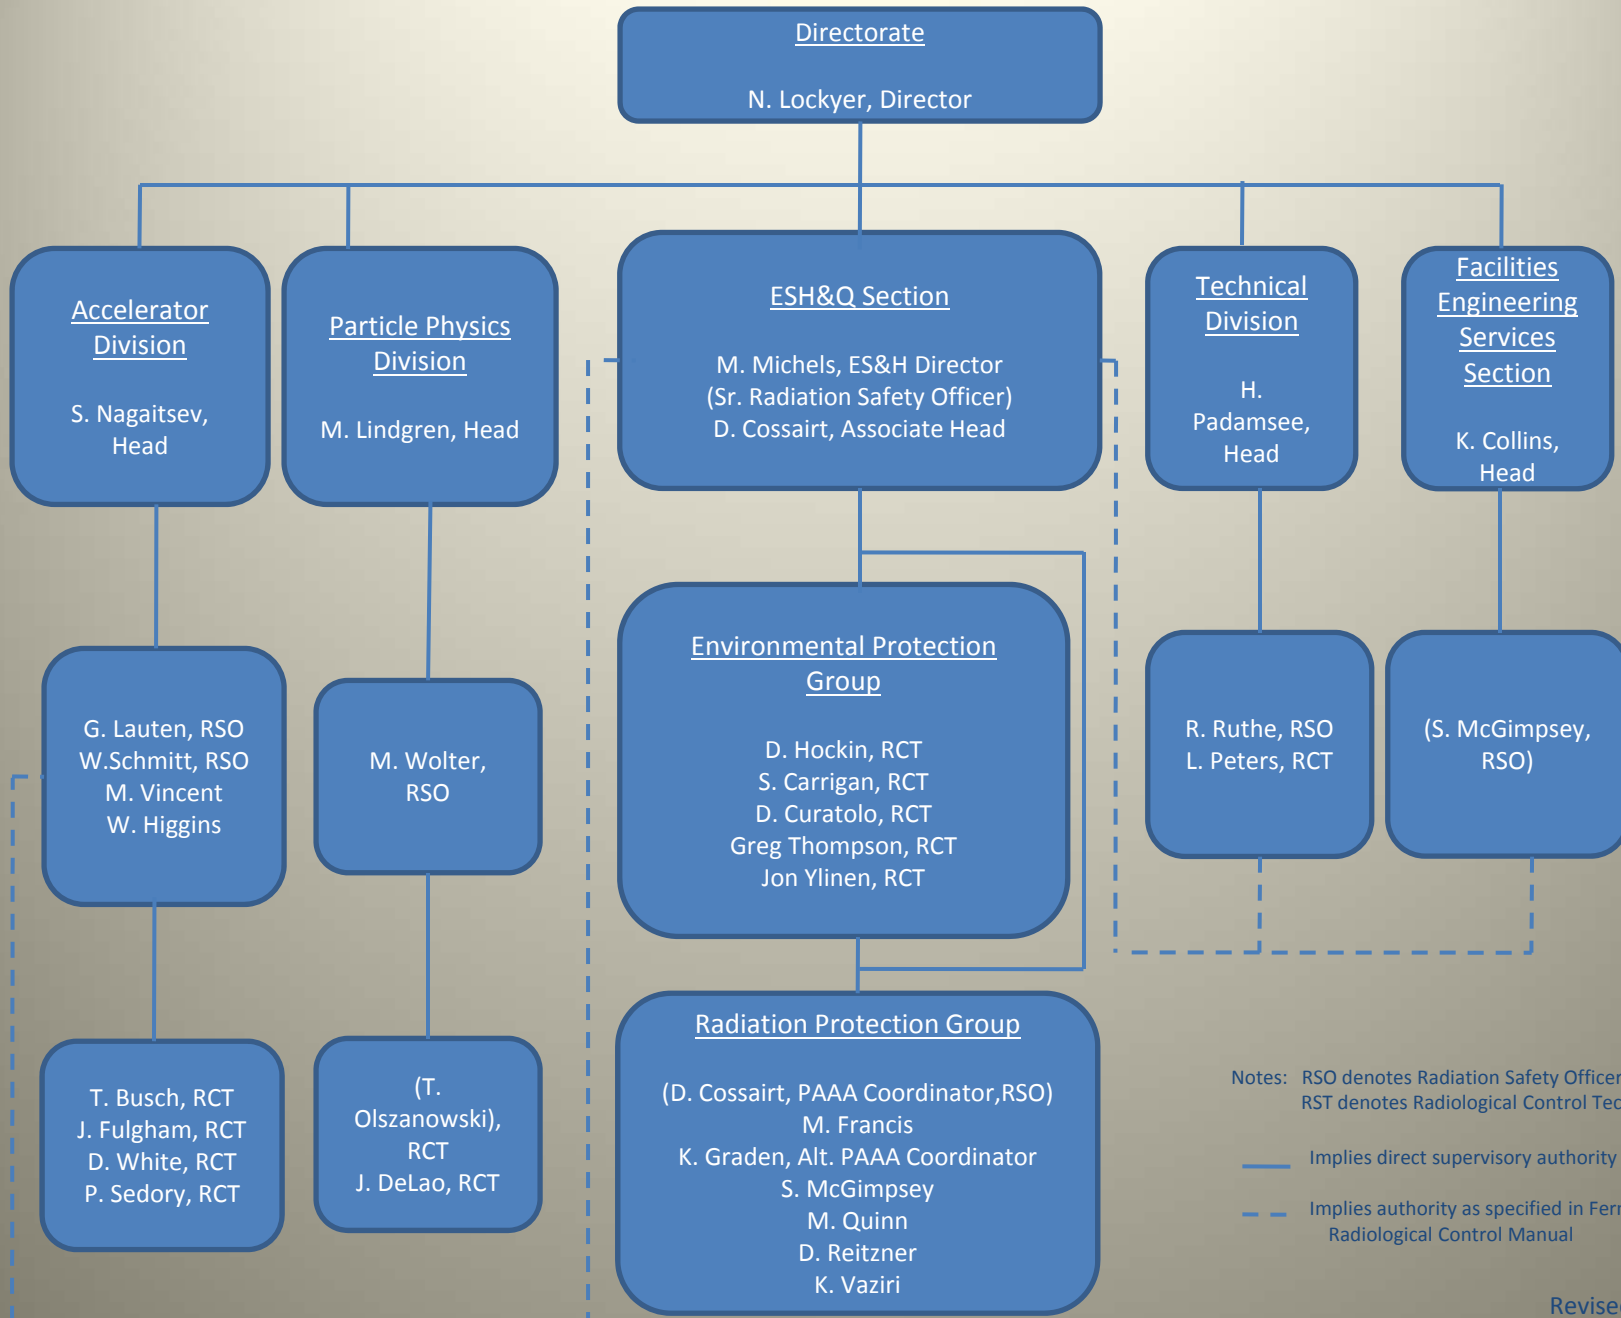 Directorate
N. Lockyer, Director
Accelerator
Division
S. Nagaitsev,
Head
Particle Physics
Division
M. Lindgren, Head
ESH&Q Section
M. Michels, ES&H Director
(Sr. Radiation Safety Officer)
D. Cossairt, Associate Head
Technical
Division
H.
Padamsee,
Head
Facilities
Engineering
Services
Section
K. Collins,
Head
G. Lauten, RSO
W.Schmitt, RSO
M. Vincent
W. Higgins
M. Wolter,
RSO
Environmental Protection
Group
D. Hockin, RCT
S. Carrigan, RCT
D. Curatolo, RCT
Greg Thompson, RCT
Jon Ylinen, RCT
R. Ruthe, RSO
L. Peters, RCT
(S. McGimpsey,
RSO)
T. Busch, RCT
J. Fulgham, RCT
D. White, RCT
P. Sedory, RCT
(T.
Olszanowski),
RCT
J. DeLao, RCT
Radiation Protection Group
(D. Cossairt, PAAA Coordinator,RSO)
M. Francis
K. Graden, Alt. PAAA Coordinator
S. McGimpsey
M. Quinn
D. Reitzner
K. Vaziri
Notes: RSO denotes Radiation Safety Officer
RST denotes Radiological Control
Implies direct supervisory authority
Implies authority as specified in
Radiological Control Manual